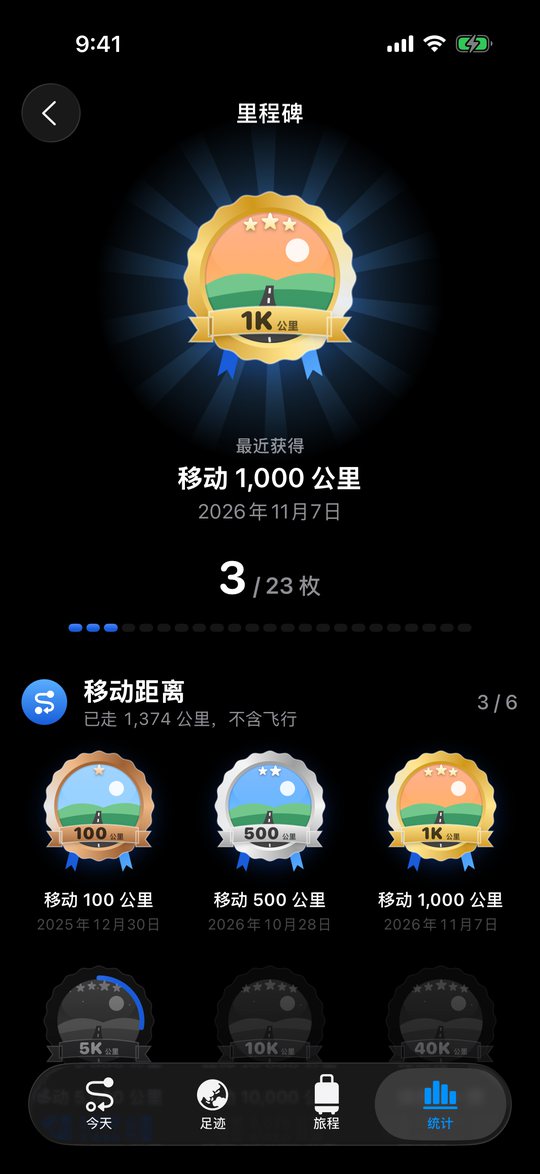 9:41
里程碑
1K 公里
最近获得
移动 1,000 公里
2026年11月7日
3 / 23 枚
移动距离
已走 1,374 公里，不含飞行
3 / 6
100 公里
500 公里
1K 公里
移动 100 公里
移动 500 公里
移动 1,000 公里
2025年12月30日
2026年10月28日
2026年11月7日
5K 公里
10K 公里
40K 公里
今天
足迹
旅程
统计